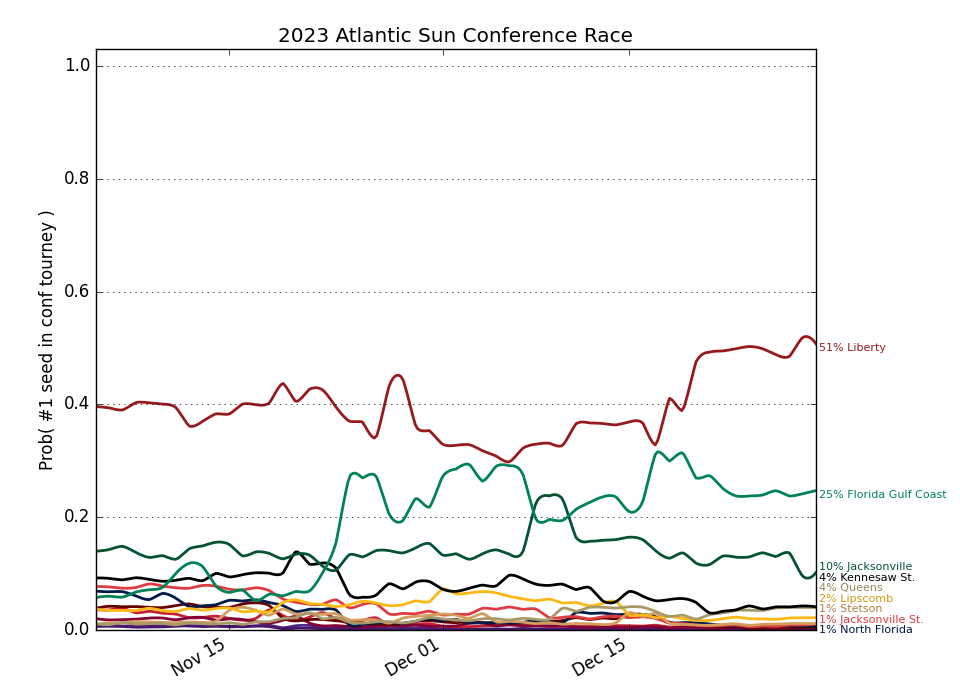 2023 Atlantic Sun Conference Race
Prob( #1 seed in conf tourney )
1.0
0.8
0.6
0.4
0.2
0.0
Nov 15
Dec 01
Dec 15
51% Liberty
25% Florida Gulf Coast
10% Jacksonville
4% Kennesaw St.
4% Queens
2% Lipscomb
1% Stetson
1% Jacksonville St.
1% North Florida